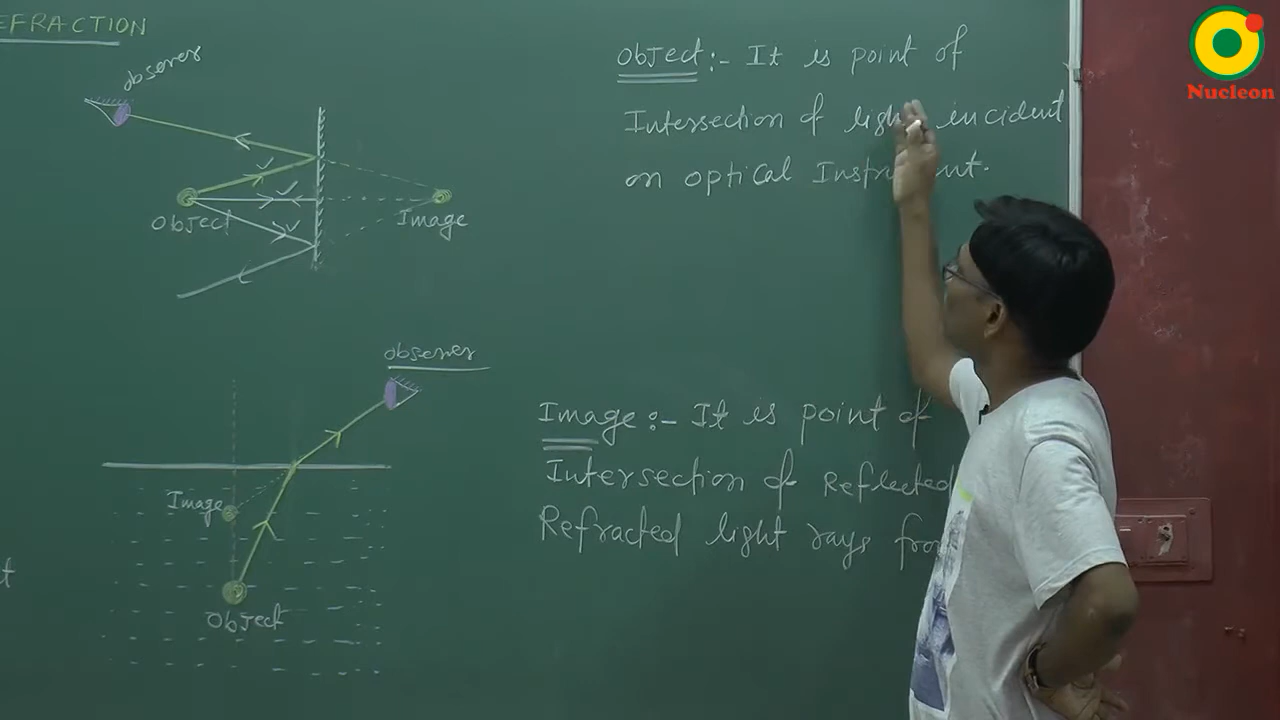 EFRACTION
observer
Object
Image
observer
Image
Object
t
Object:- It is point of
Intersection of light incident
on optical Instrument.
Image:- It is point of
Intersection of Reflected
Refracted light rays from
Nucleon